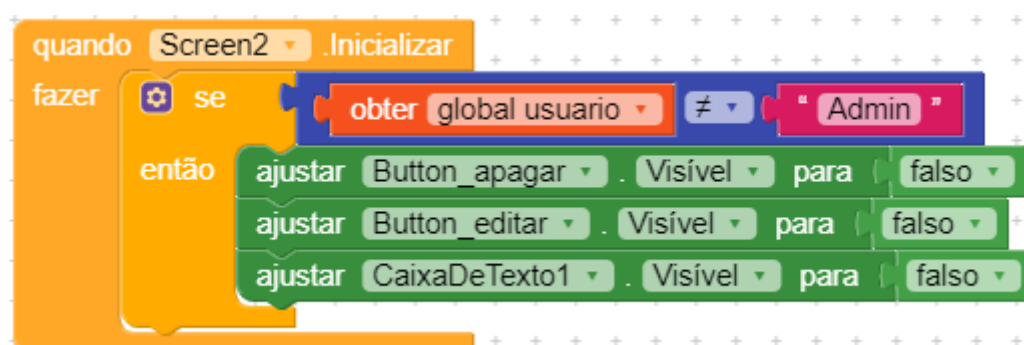 quando Screen2 .Inicializar
fazer se obter global usuario ≠ " Admin "
então ajustar Button_apagar . Visível para falso
ajustar Button_editar . Visível para falso
ajustar CaixaDeTexto1 . Visível para falso